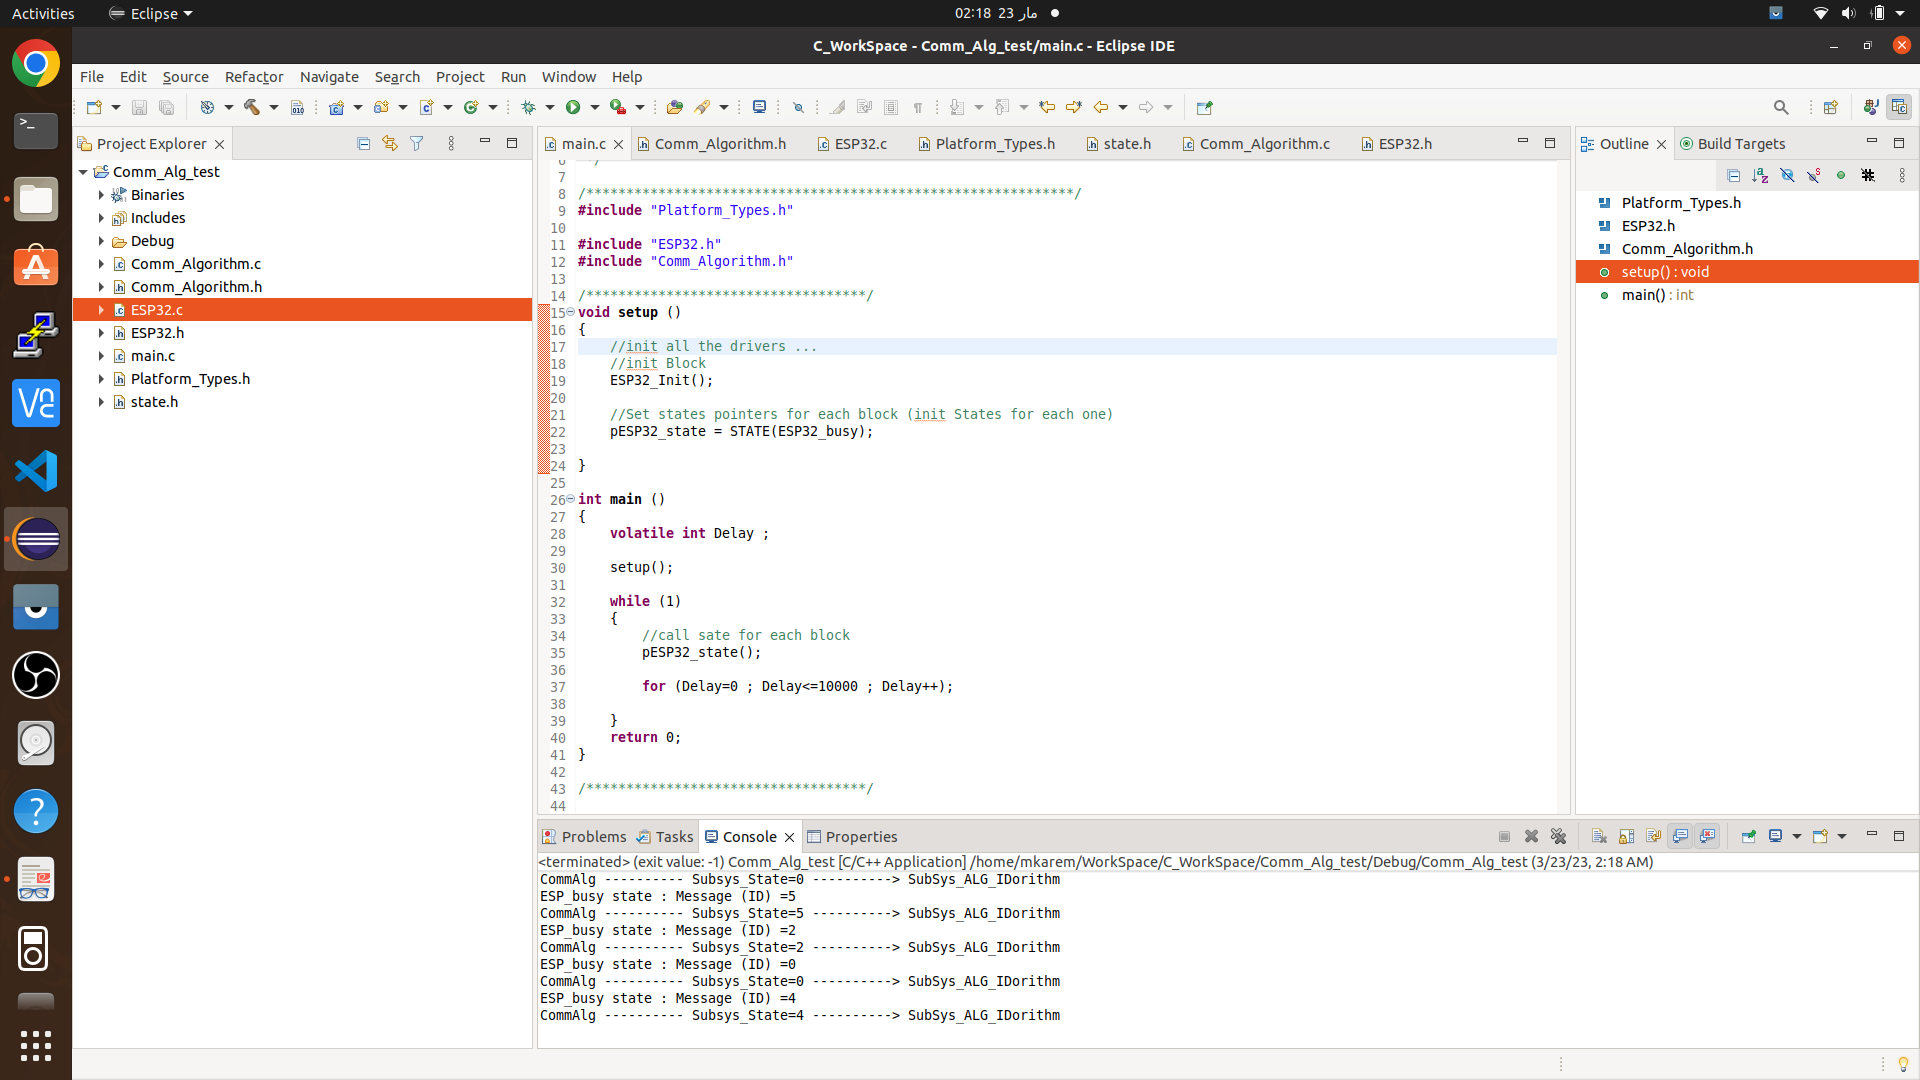 Activities
Eclipse
02:18 23 مار
C_WorkSpace - Comm_Alg_test/main.c - Eclipse IDE
File Edit Source Refactor Navigate Search Project Run Window Help
Project Explorer
Comm_Alg_test
Binaries
Includes
Debug
Comm_Algorithm.c
Comm_Algorithm.h
ESP32.c
ESP32.h
main.c
Platform_Types.h
state.h
main.c Comm_Algorithm.h ESP32.c Platform_Types.h state.h Comm_Algorithm.c ESP32.h
7
8 /*************************************************************/
9 #include "Platform_Types.h"
10
11 #include "ESP32.h"
12 #include "Comm_Algorithm.h"
13
14 /***********************************/
15 void setup ()
16 {
17 //init all the drivers ...
18 //init Block
19 ESP32_Init();
20
21 //Set states pointers for each block (init States for each one)
22 pESP32_state = STATE(ESP32_busy);
23
24 }
25
26 int main ()
27 {
28 volatile int Delay ;
29
30 setup();
31
32 while (1)
33 {
34 //call sate for each block
35 pESP32_state();
36
37 for (Delay=0 ; Delay<=10000 ; Delay++);
38
39 }
40 return 0;
41 }
42
43 /***********************************/
44
Outline Build Targets
Platform_Types.h
ESP32.h
Comm_Algorithm.h
setup() : void
main() : int
Problems Tasks Console Properties
<terminated> (exit value: -1) Comm_Alg_test [C/C++ Application] /home/mkarem/WorkSpace/C_WorkSpace/Comm_Alg_test/Debug/Comm_Alg_test (3/23/23, 2:18 AM)
CommAlg ---------- Subsys_State=0 ----------> SubSys_ALG_IDorithm
ESP_busy state : Message (ID) =5
CommAlg ---------- Subsys_State=5 ----------> SubSys_ALG_IDorithm
ESP_busy state : Message (ID) =2
CommAlg ---------- Subsys_State=2 ----------> SubSys_ALG_IDorithm
ESP_busy state : Message (ID) =0
CommAlg ---------- Subsys_State=0 ----------> SubSys_ALG_IDorithm
ESP_busy state : Message (ID) =4
CommAlg ---------- Subsys_State=4 ----------> SubSys_ALG_IDorithm